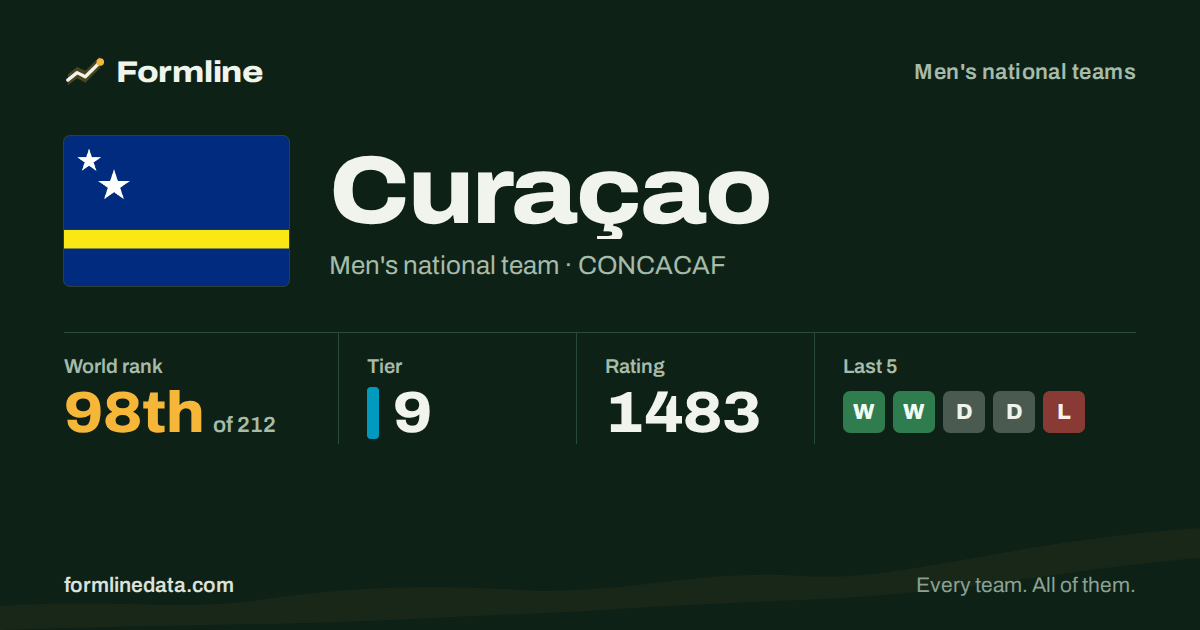 Formline
Men's national teams
Curaçao
Men's national team · CONCACAF
World rank
98th of 212
Tier
9
Rating
1483
Last 5
W W D D L
formlinedata.com
Every team. All of them.